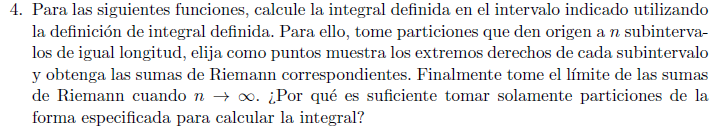 4. Para las siguientes funciones, calcule la integral definida en el intervalo indicado utilizando
la definición de integral definida. Para ello, tome particiones que den origen a n subinterva-
los de igual longitud, elija como puntos muestra los extremos derechos de cada subintervalo
y obtenga las sumas de Riemann correspondientes. Finalmente tome el límite de las sumas
de Riemann cuando n → ∞. ¿Por qué es suficiente tomar solamente particiones de la
forma especificada para calcular la integral?